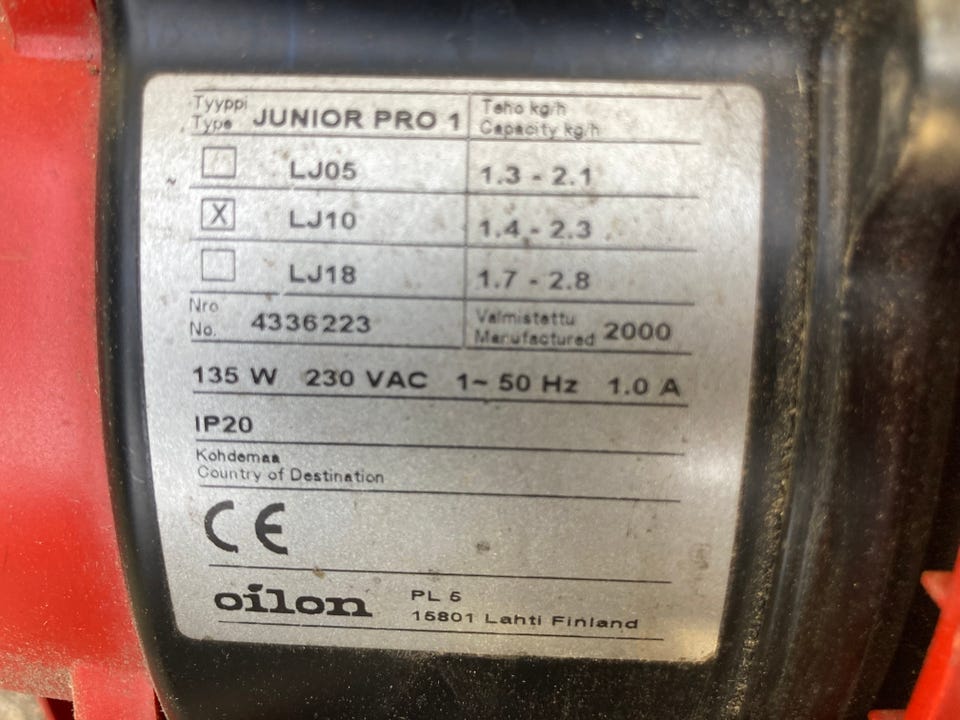 Tyyppi
Type JUNIOR PRO 1
Teho kg/h
Capacity kg/h
LJ05 1.3 - 2.1
X LJ10 1.4 - 2.3
LJ18 1.7 - 2.8
Nro
No. 4336223
Valmistettu
Manufactured 2000
135 W 230 VAC 1~ 50 Hz 1.0 A
IP20
Kohdemaa
Country of Destination
CE
oilon
PL 5
15801 Lahti Finland